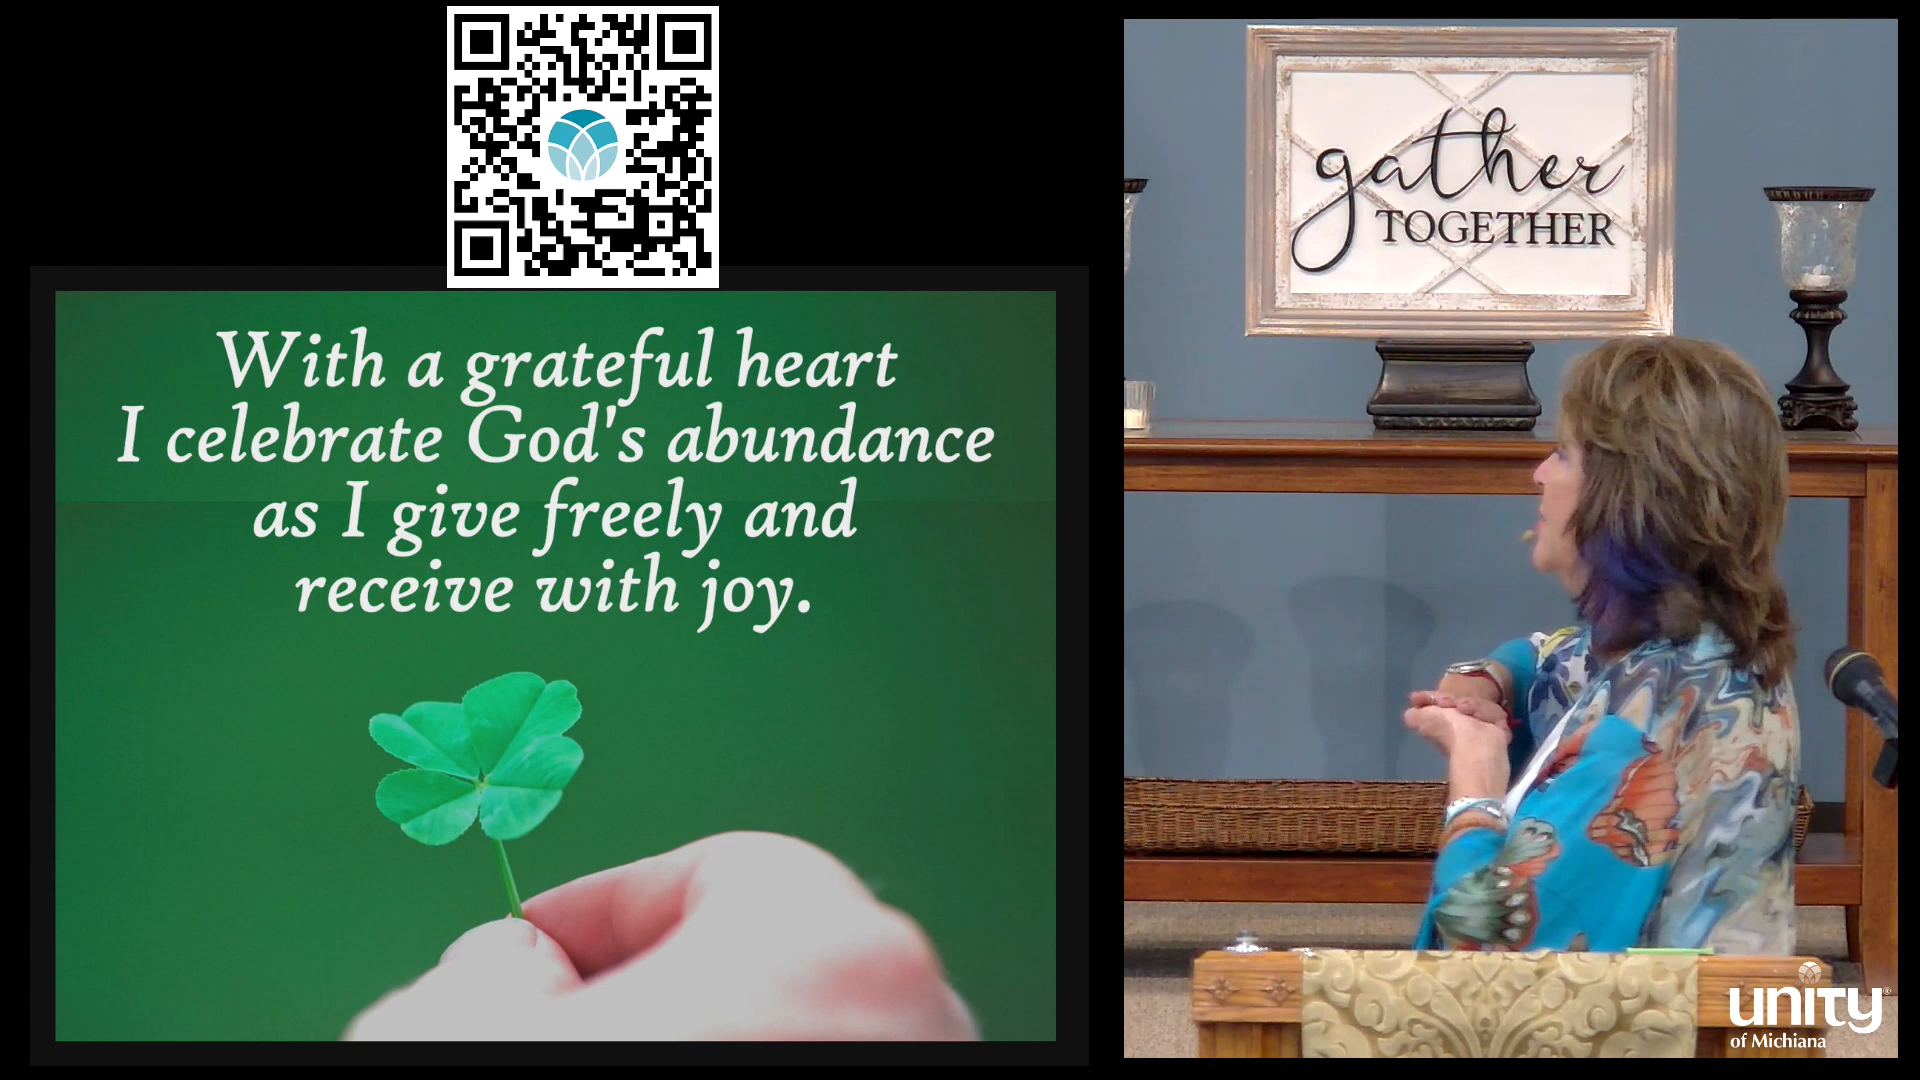 With a grateful heart
I celebrate God's abundance
as I give freely and
receive with joy.
gather
TOGETHER
unity®
of Michiana